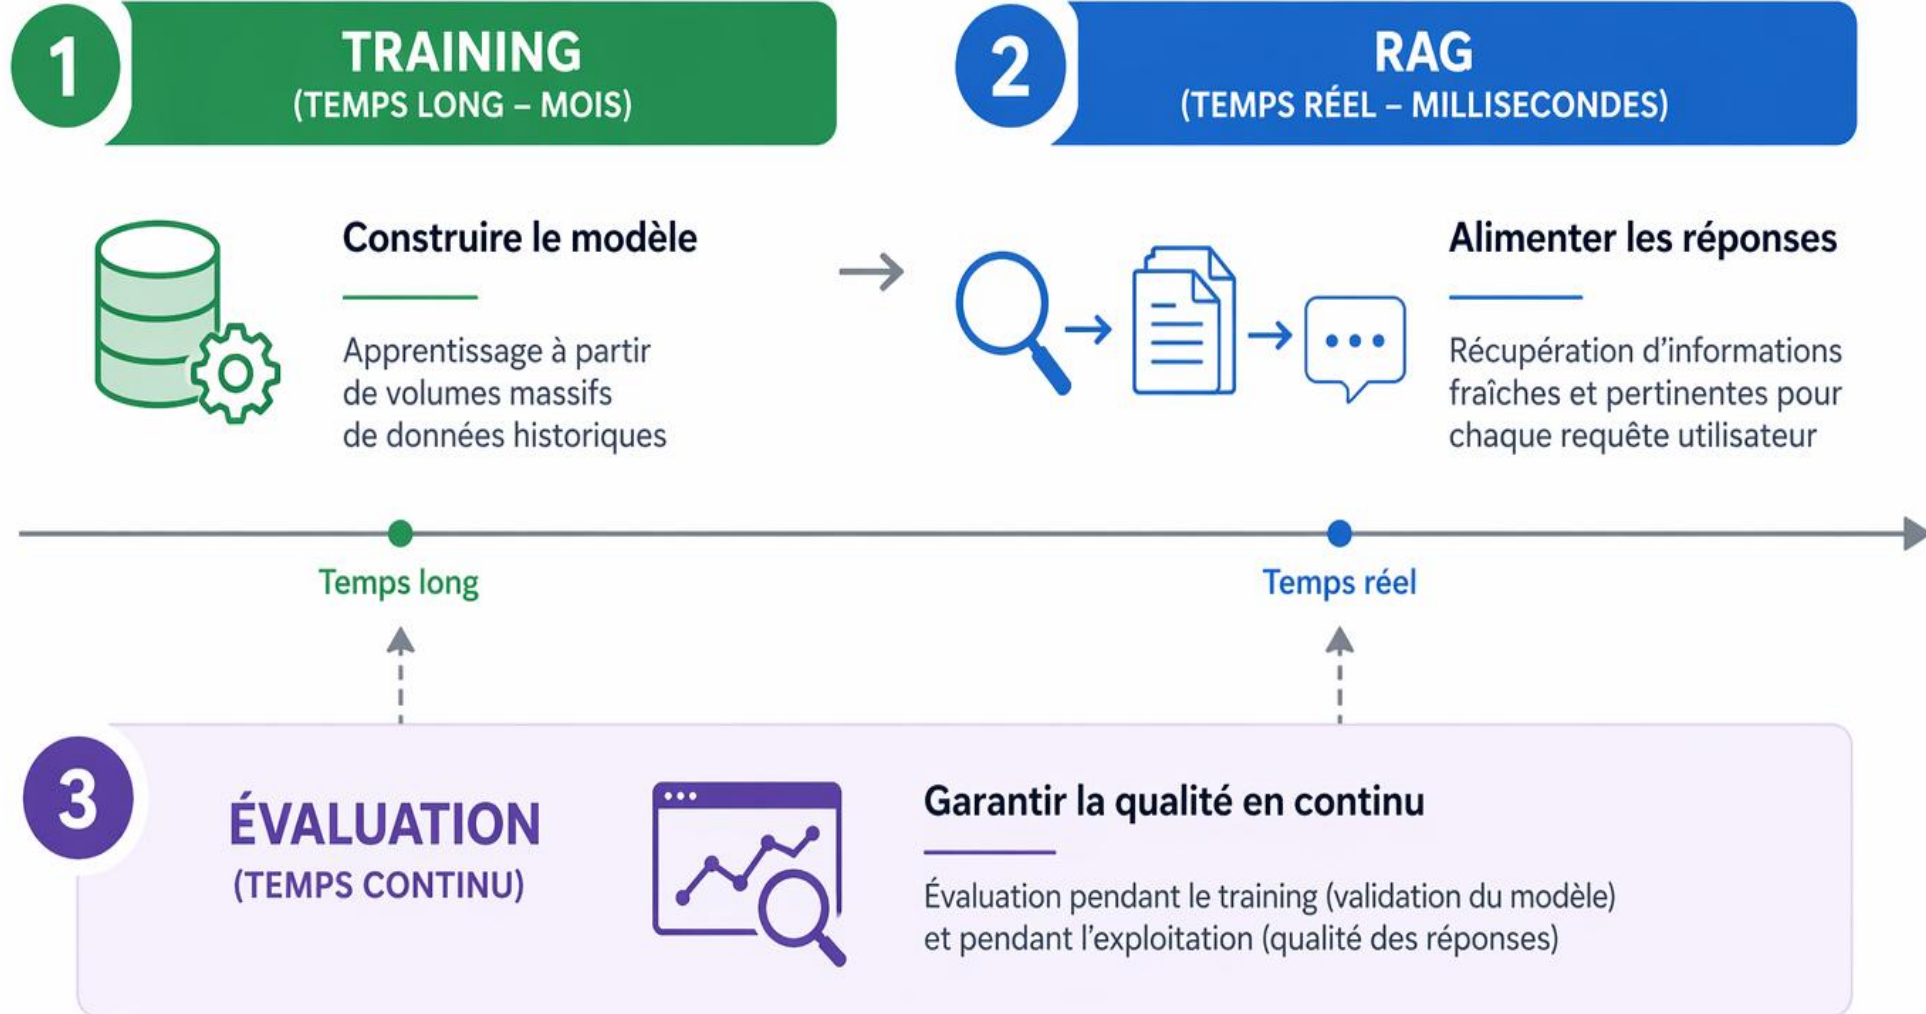 1
TRAINING
(TEMPS LONG – MOIS)
2
RAG
(TEMPS RÉEL – MILLISECONDES)
Construire le modèle
Apprentissage à partir
de volumes massifs
de données historiques
Alimenter les réponses
Récupération d’informations
fraîches et pertinentes pour
chaque requête utilisateur
Temps long
Temps réel
3
ÉVALUATION
(TEMPS CONTINU)
Garantir la qualité en continu
Évaluation pendant le training (validation du modèle)
et pendant l’exploitation (qualité des réponses)